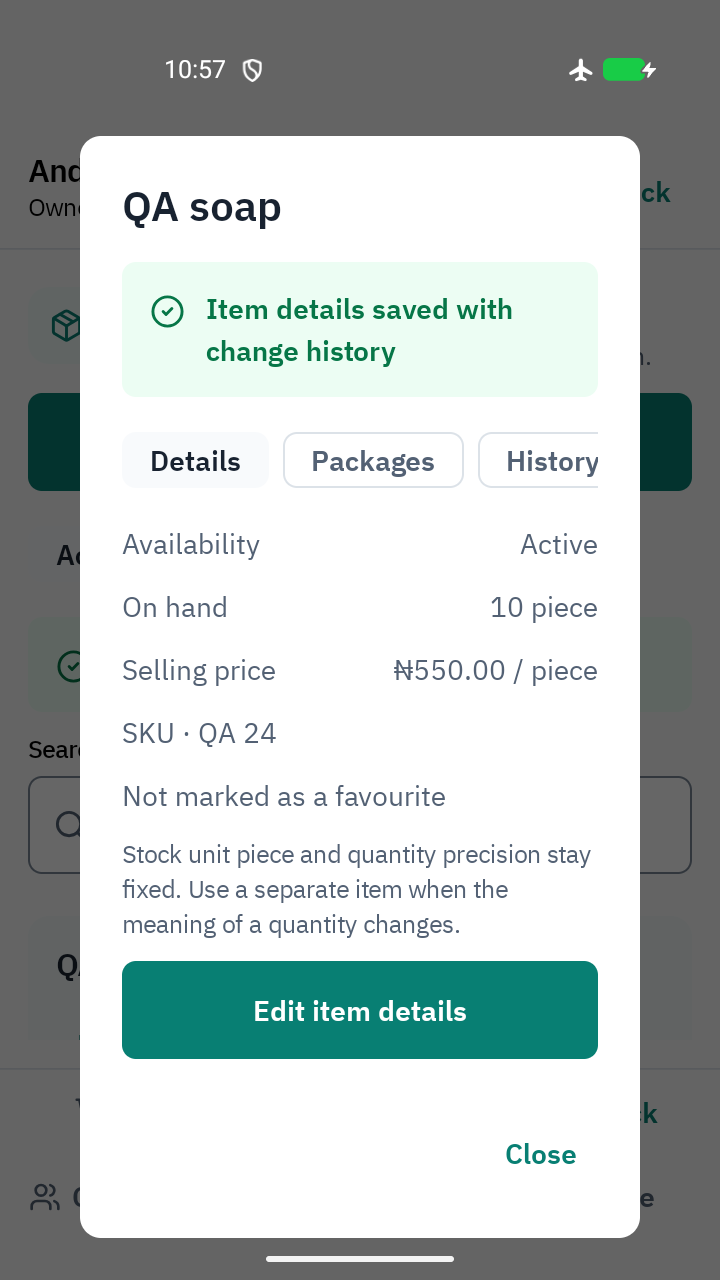 10:57
QA soap
Item details saved with
change history
Details
Packages
History
Availability
Active
On hand
10 piece
Selling price
₦550.00 / piece
SKU · QA 24
Not marked as a favourite
Stock unit piece and quantity precision stay
fixed. Use a separate item when the
meaning of a quantity changes.
Edit item details
Close